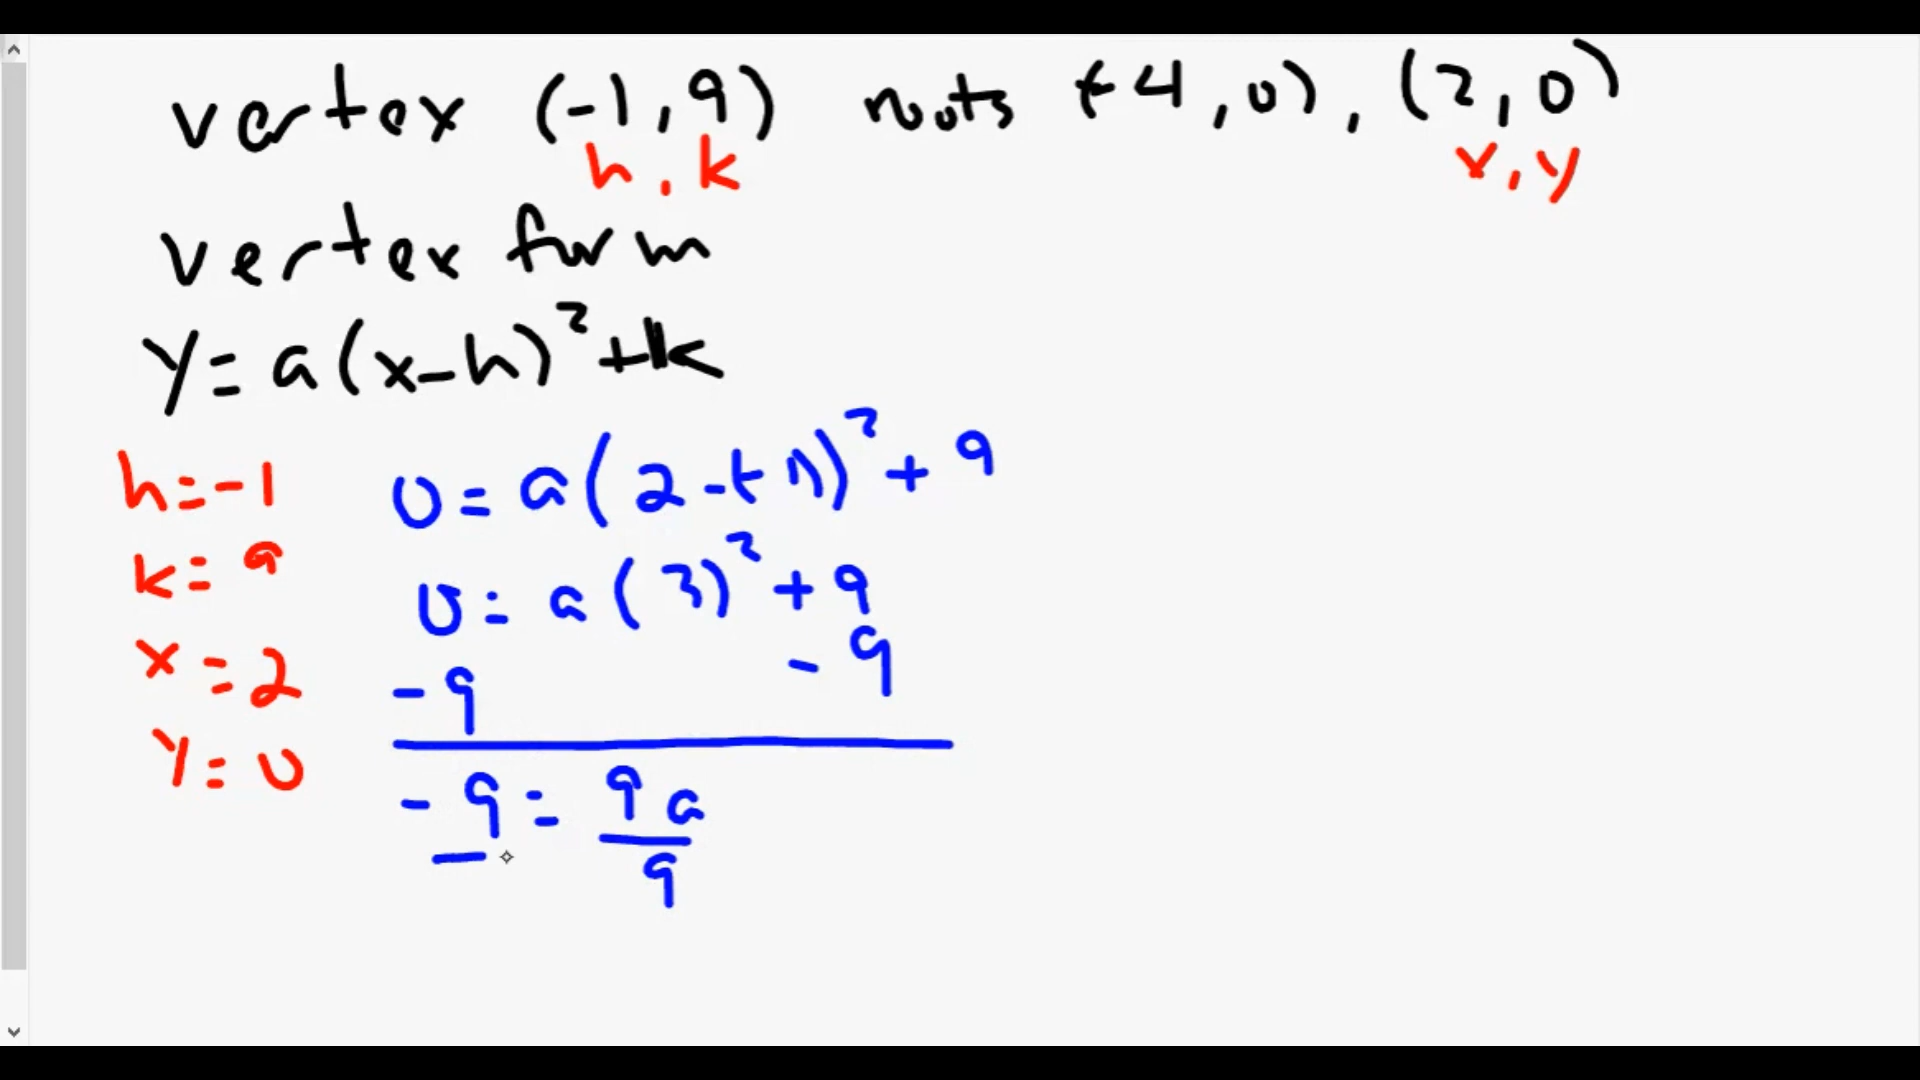 vertex (-1, 9) roots (-4, 0), (2, 0)
h, k x, y
vertex form
y = a(x-h)² + k
h = -1 0 = a(2-(-1))² + 9
k = 9 0 = a(3)² + 9
x = 2 -9 -9
y = 0 -9 = 9a
9